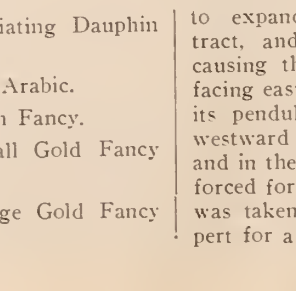 iating Dauphin
Arabic.
n Fancy.
all Gold Fancy
ge Gold Fancy
to expand
tract, and
causing th
facing eas
its pendul
westward
and in the
forced for
was taken
pert for a